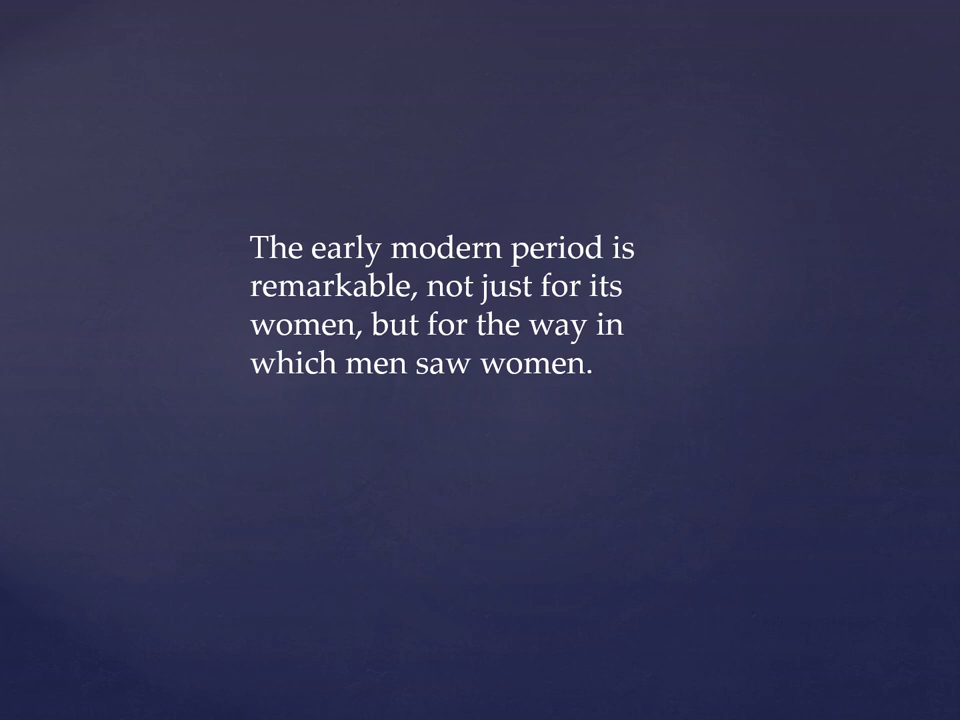 The early modern period is
remarkable, not just for its
women, but for the way in
which men saw women.